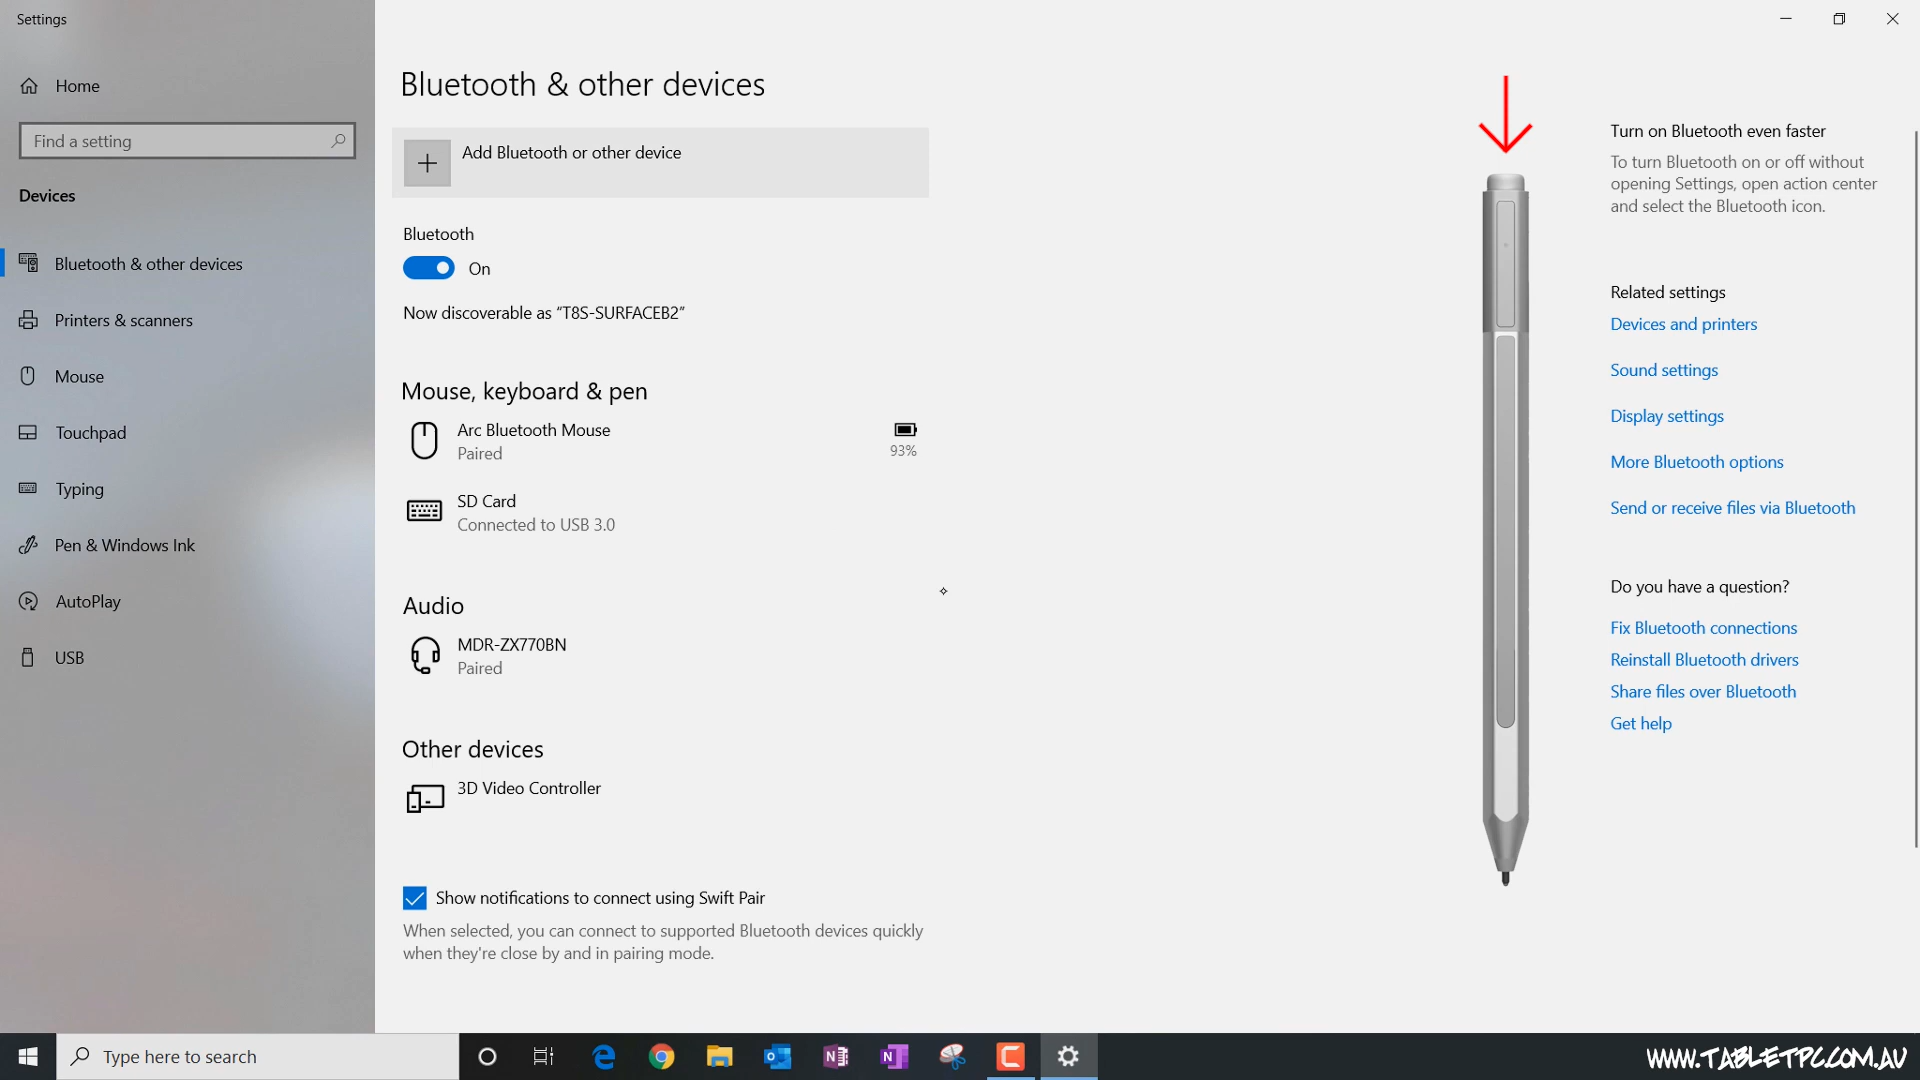 Settings
Home
Find a setting
Devices
Bluetooth & other devices
Printers & scanners
Mouse
Touchpad
Typing
Pen & Windows Ink
AutoPlay
USB
Bluetooth & other devices
Add Bluetooth or other device
Bluetooth
On
Now discoverable as “T8S-SURFACEB2”
Mouse, keyboard & pen
Arc Bluetooth Mouse
Paired
93%
SD Card
Connected to USB 3.0
Audio
MDR-ZX770BN
Paired
Other devices
3D Video Controller
Show notifications to connect using Swift Pair
When selected, you can connect to supported Bluetooth devices quickly
when they're close by and in pairing mode.
Turn on Bluetooth even faster
To turn Bluetooth on or off without
opening Settings, open action center
and select the Bluetooth icon.
Related settings
Devices and printers
Sound settings
Display settings
More Bluetooth options
Send or receive files via Bluetooth
Do you have a question?
Fix Bluetooth connections
Reinstall Bluetooth drivers
Share files over Bluetooth
Get help
Type here to search
WWW.TABLETPC.COM.AU